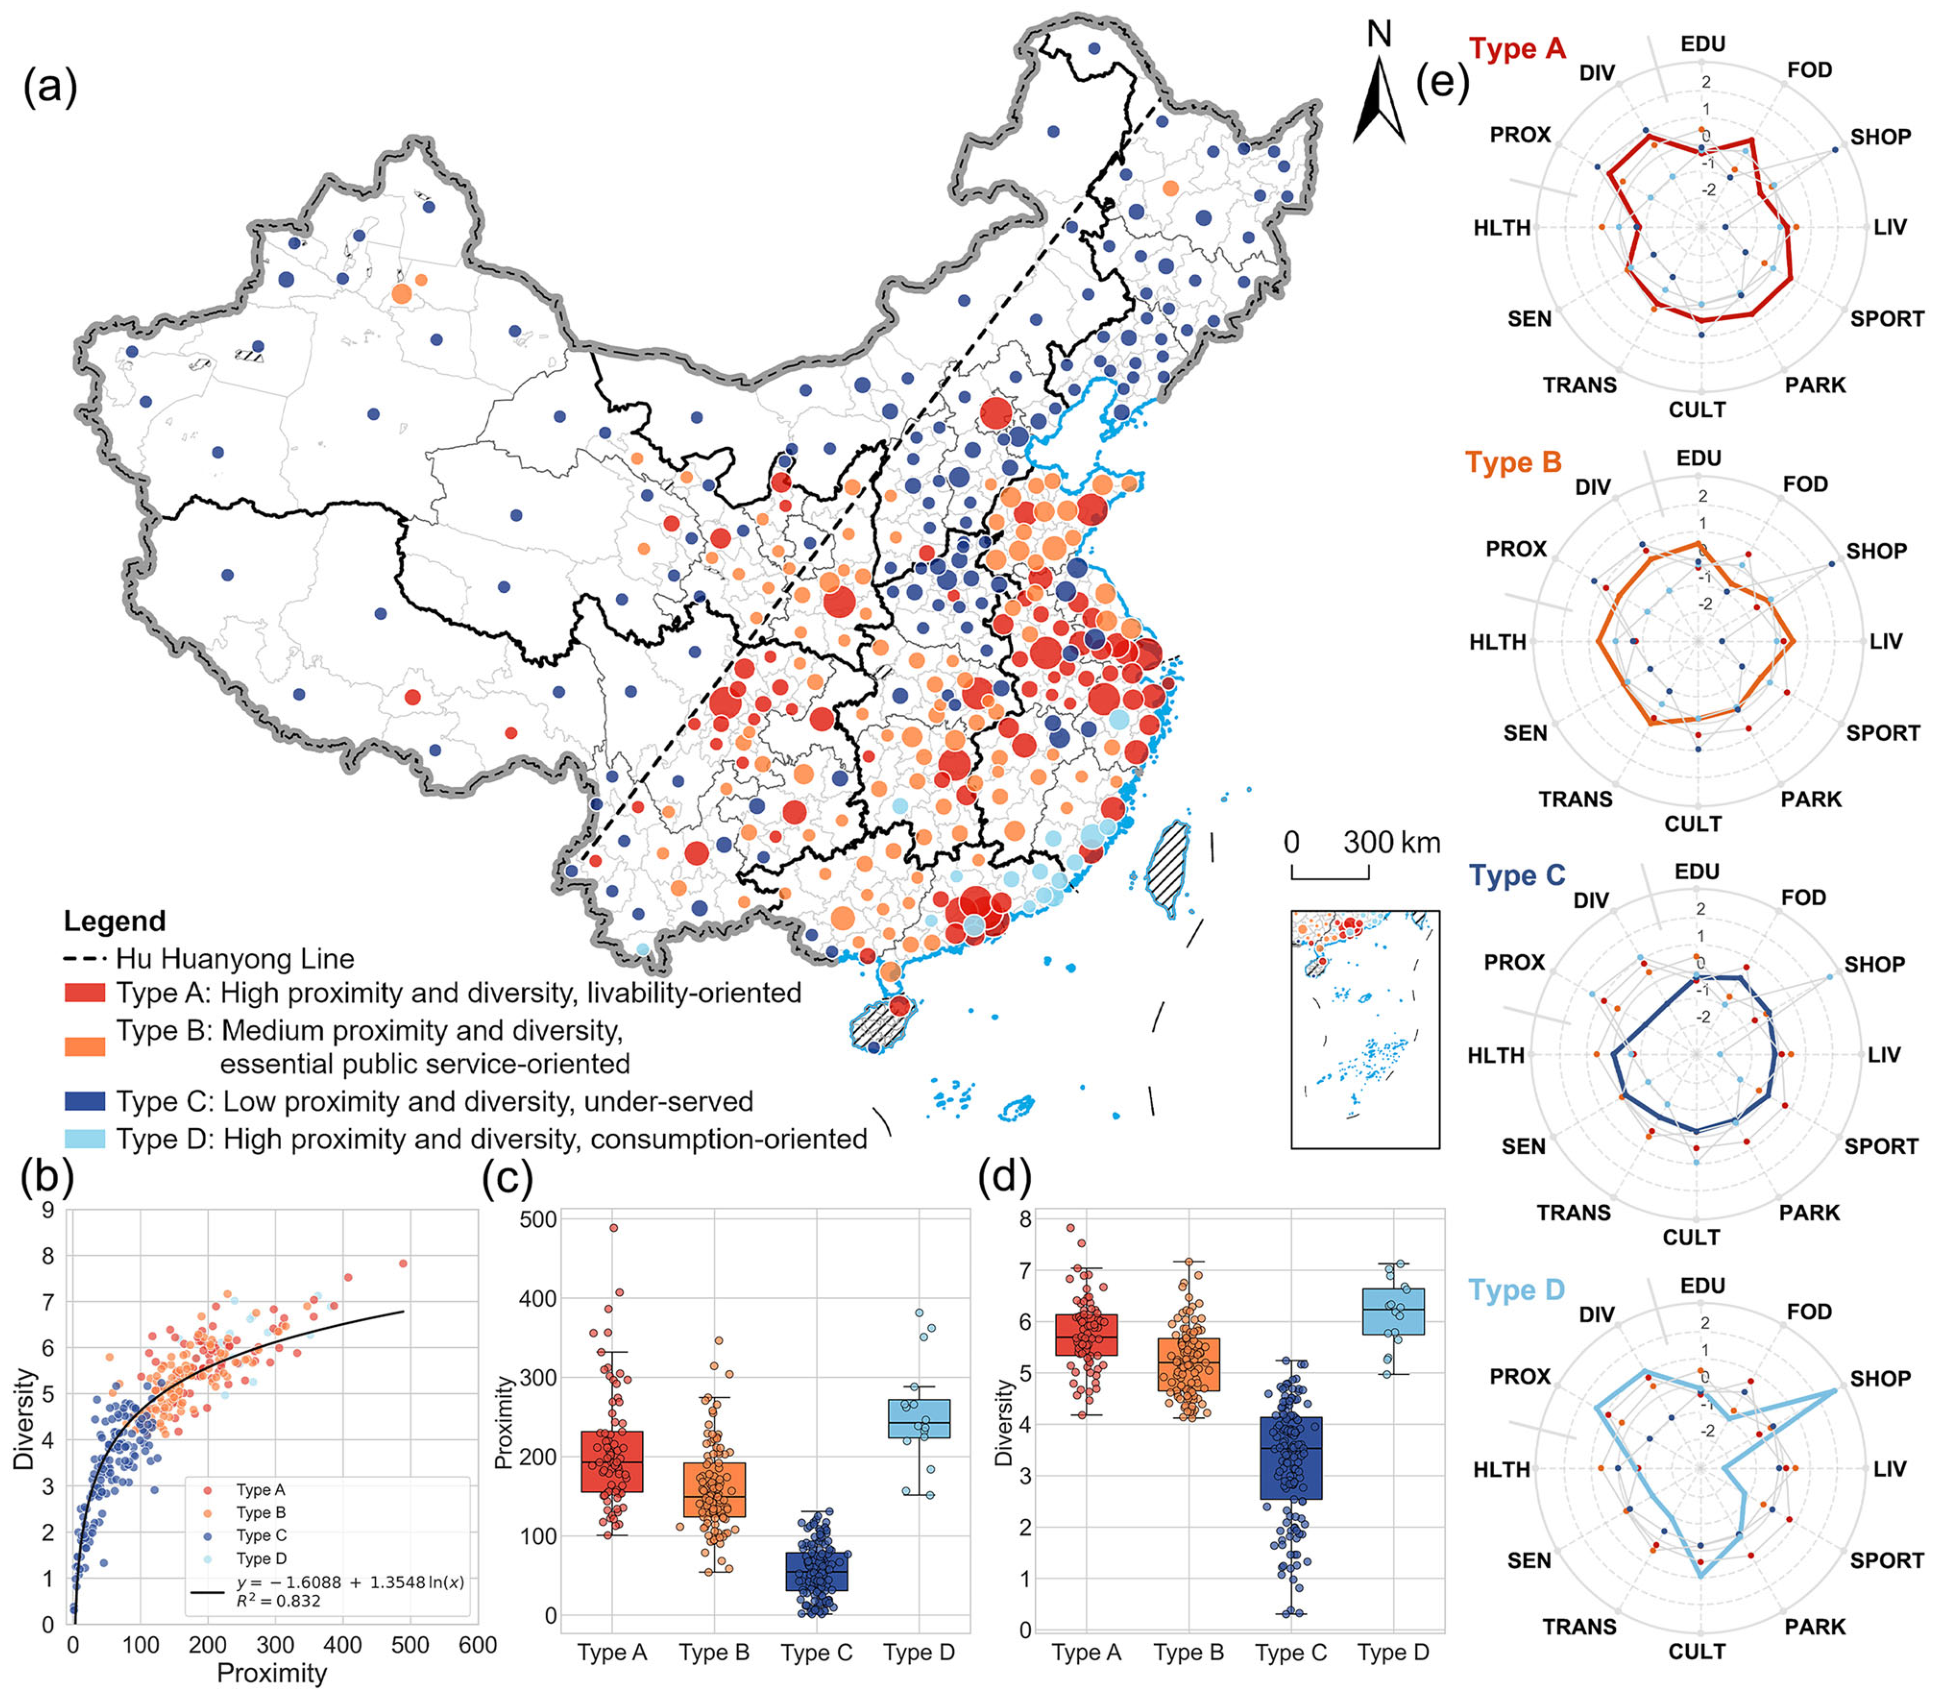 (a)
N
0 300 km
Legend
Hu Huanyong Line
Type A: High proximity and diversity, livability-oriented
Type B: Medium proximity and diversity,
essential public service-oriented
Type C: Low proximity and diversity, under-served
Type D: High proximity and diversity, consumption-oriented
(b)
9
8
7
6
5
4
3
2
1
0
Diversity
0 100 200 300 400 500 600
Proximity
Type A
Type B
Type C
Type D
y = −1.6088 + 1.3548 ln(x)
R² = 0.832
(c)
500
400
300
200
100
0
Proximity
Type A Type B Type C Type D
(d)
8
7
6
5
4
3
2
1
0
Diversity
Type A Type B Type C Type D
(e)
Type A
EDU
FOD
SHOP
LIV
SPORT
PARK
CULT
TRANS
SEN
HLTH
PROX
DIV
2
1
0
-1
-2
Type B
EDU
FOD
SHOP
LIV
SPORT
PARK
CULT
TRANS
SEN
HLTH
PROX
DIV
2
1
0
-1
-2
Type C
EDU
FOD
SHOP
LIV
SPORT
PARK
CULT
TRANS
SEN
HLTH
PROX
DIV
2
1
0
-1
-2
Type D
EDU
FOD
SHOP
LIV
SPORT
PARK
CULT
TRANS
SEN
HLTH
PROX
DIV
2
1
0
-1
-2